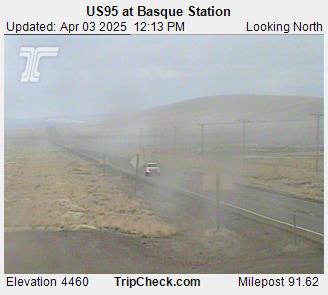 US95 at Basque Station
Updated: Apr 03 2025 12:13 PM Looking North
Elevation 4460 TripCheck.com Milepost 91.62